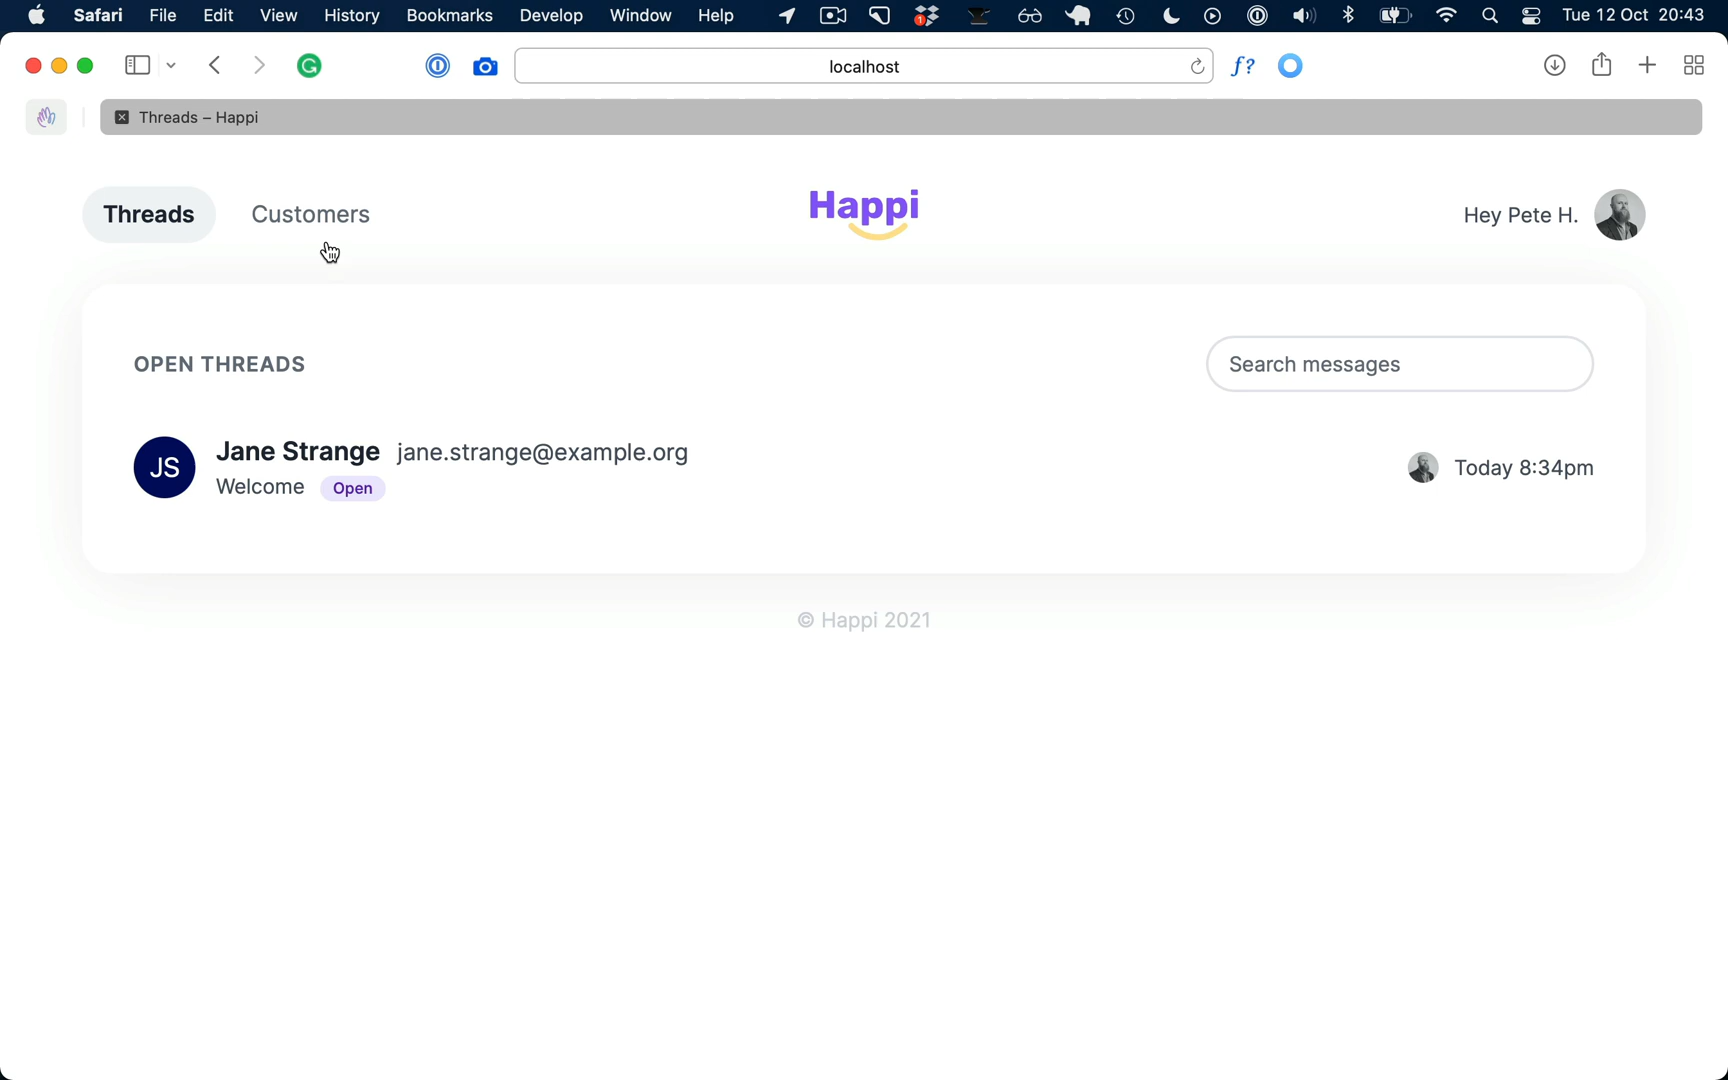 Safari File Edit View History Bookmarks Develop Window Help 1 Tue 12 Oct 20:43
localhost f?
Threads – Happi
Threads Customers Happi Hey Pete H.
OPEN THREADS Search messages
JS Jane Strange jane.strange@example.org
Welcome Open Today 8:34pm
© Happi 2021